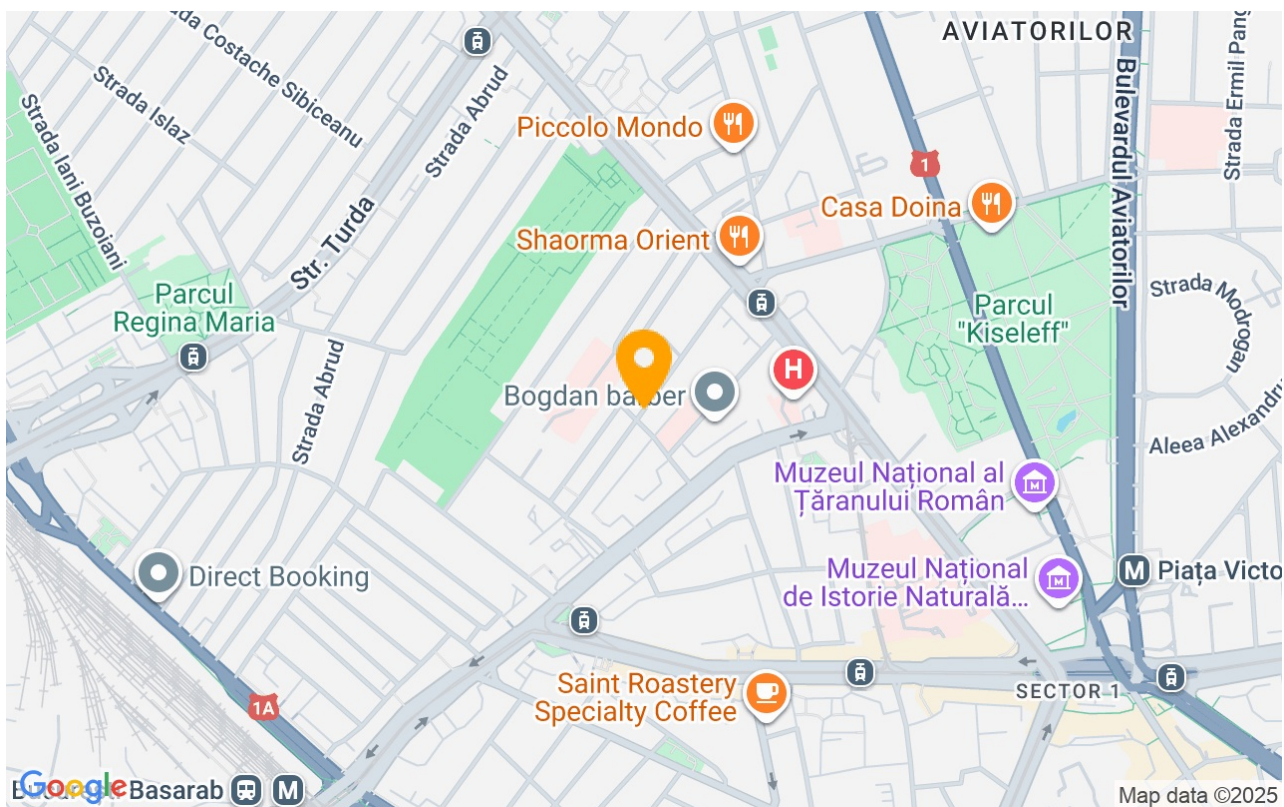 AVIATORILOR
da Costache Sibiceanu
Strada Islaz
Strada Iani Buzoiani
Strada Abrud
Str. Turda
Piccolo Mondo
1
Bulevardul Aviatorilor
Strada Ermil Pang
Casa Doina
Shaorma Orient
Parcul
Regina Maria
Parcul
"Kiseleff"
Strada Modrogan
Aleea Alexandri
Strada Abrud
H
Bogdan barber
Muzeul Național al
Țăranului Român
Muzeul Național
de Istorie Naturală...
M
Piața Victo
Direct Booking
Saint Roastery
Specialty Coffee
SECTOR 1
1A
Google
Basarab
M
Map data ©2025